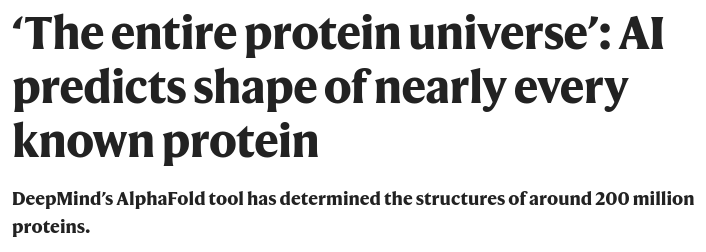 ‘The entire protein universe’: AI
predicts shape of nearly every
known protein
DeepMind’s AlphaFold tool has determined the structures of around 200 million
proteins.